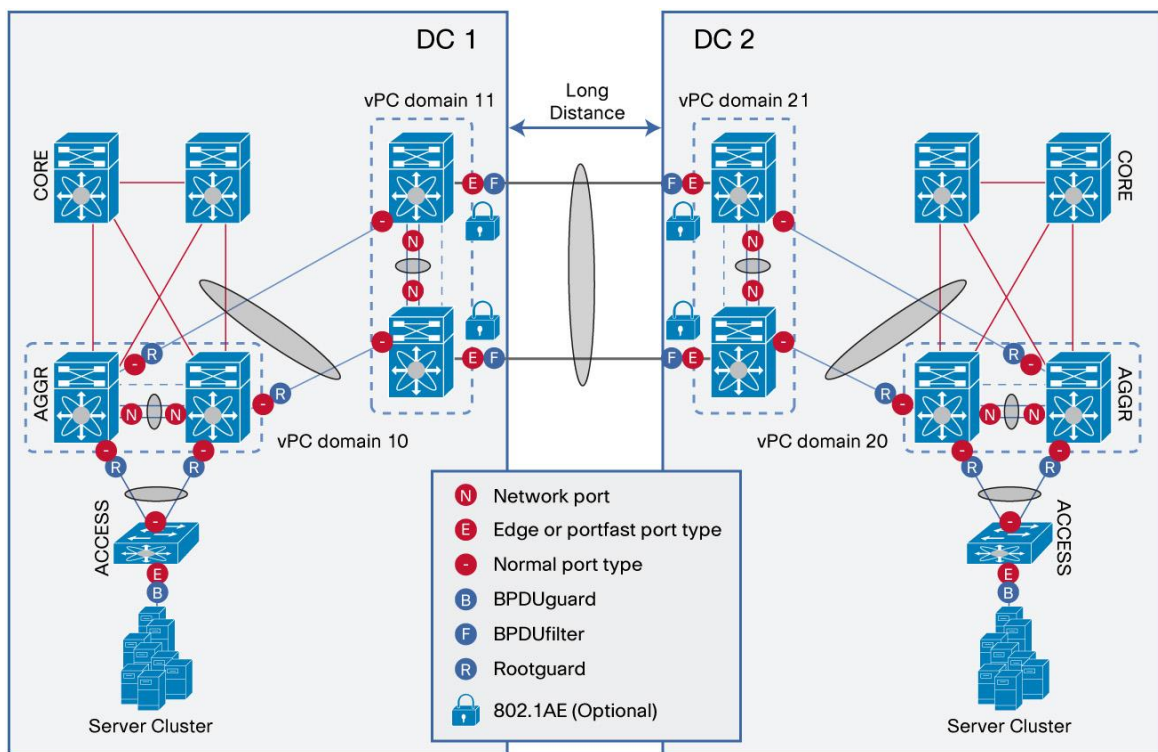 DC 1
DC 2
vPC domain 11
Long
Distance
vPC domain 21
CORE
CORE
E
F
F
E
-
N
N
-
N
N
-
R
-
E
F
F
E
-
R
-
AGGR
N
N
-
R
R
-
N
N
AGGR
vPC domain 10
vPC domain 20
-
-
R
R
-
-
R
R
ACCESS
-
-
ACCESS
E
B
E
B
Server Cluster
Server Cluster
N Network port
E Edge or portfast port type
- Normal port type
B BPDUguard
F BPDUfilter
R Rootguard
802.1AE (Optional)